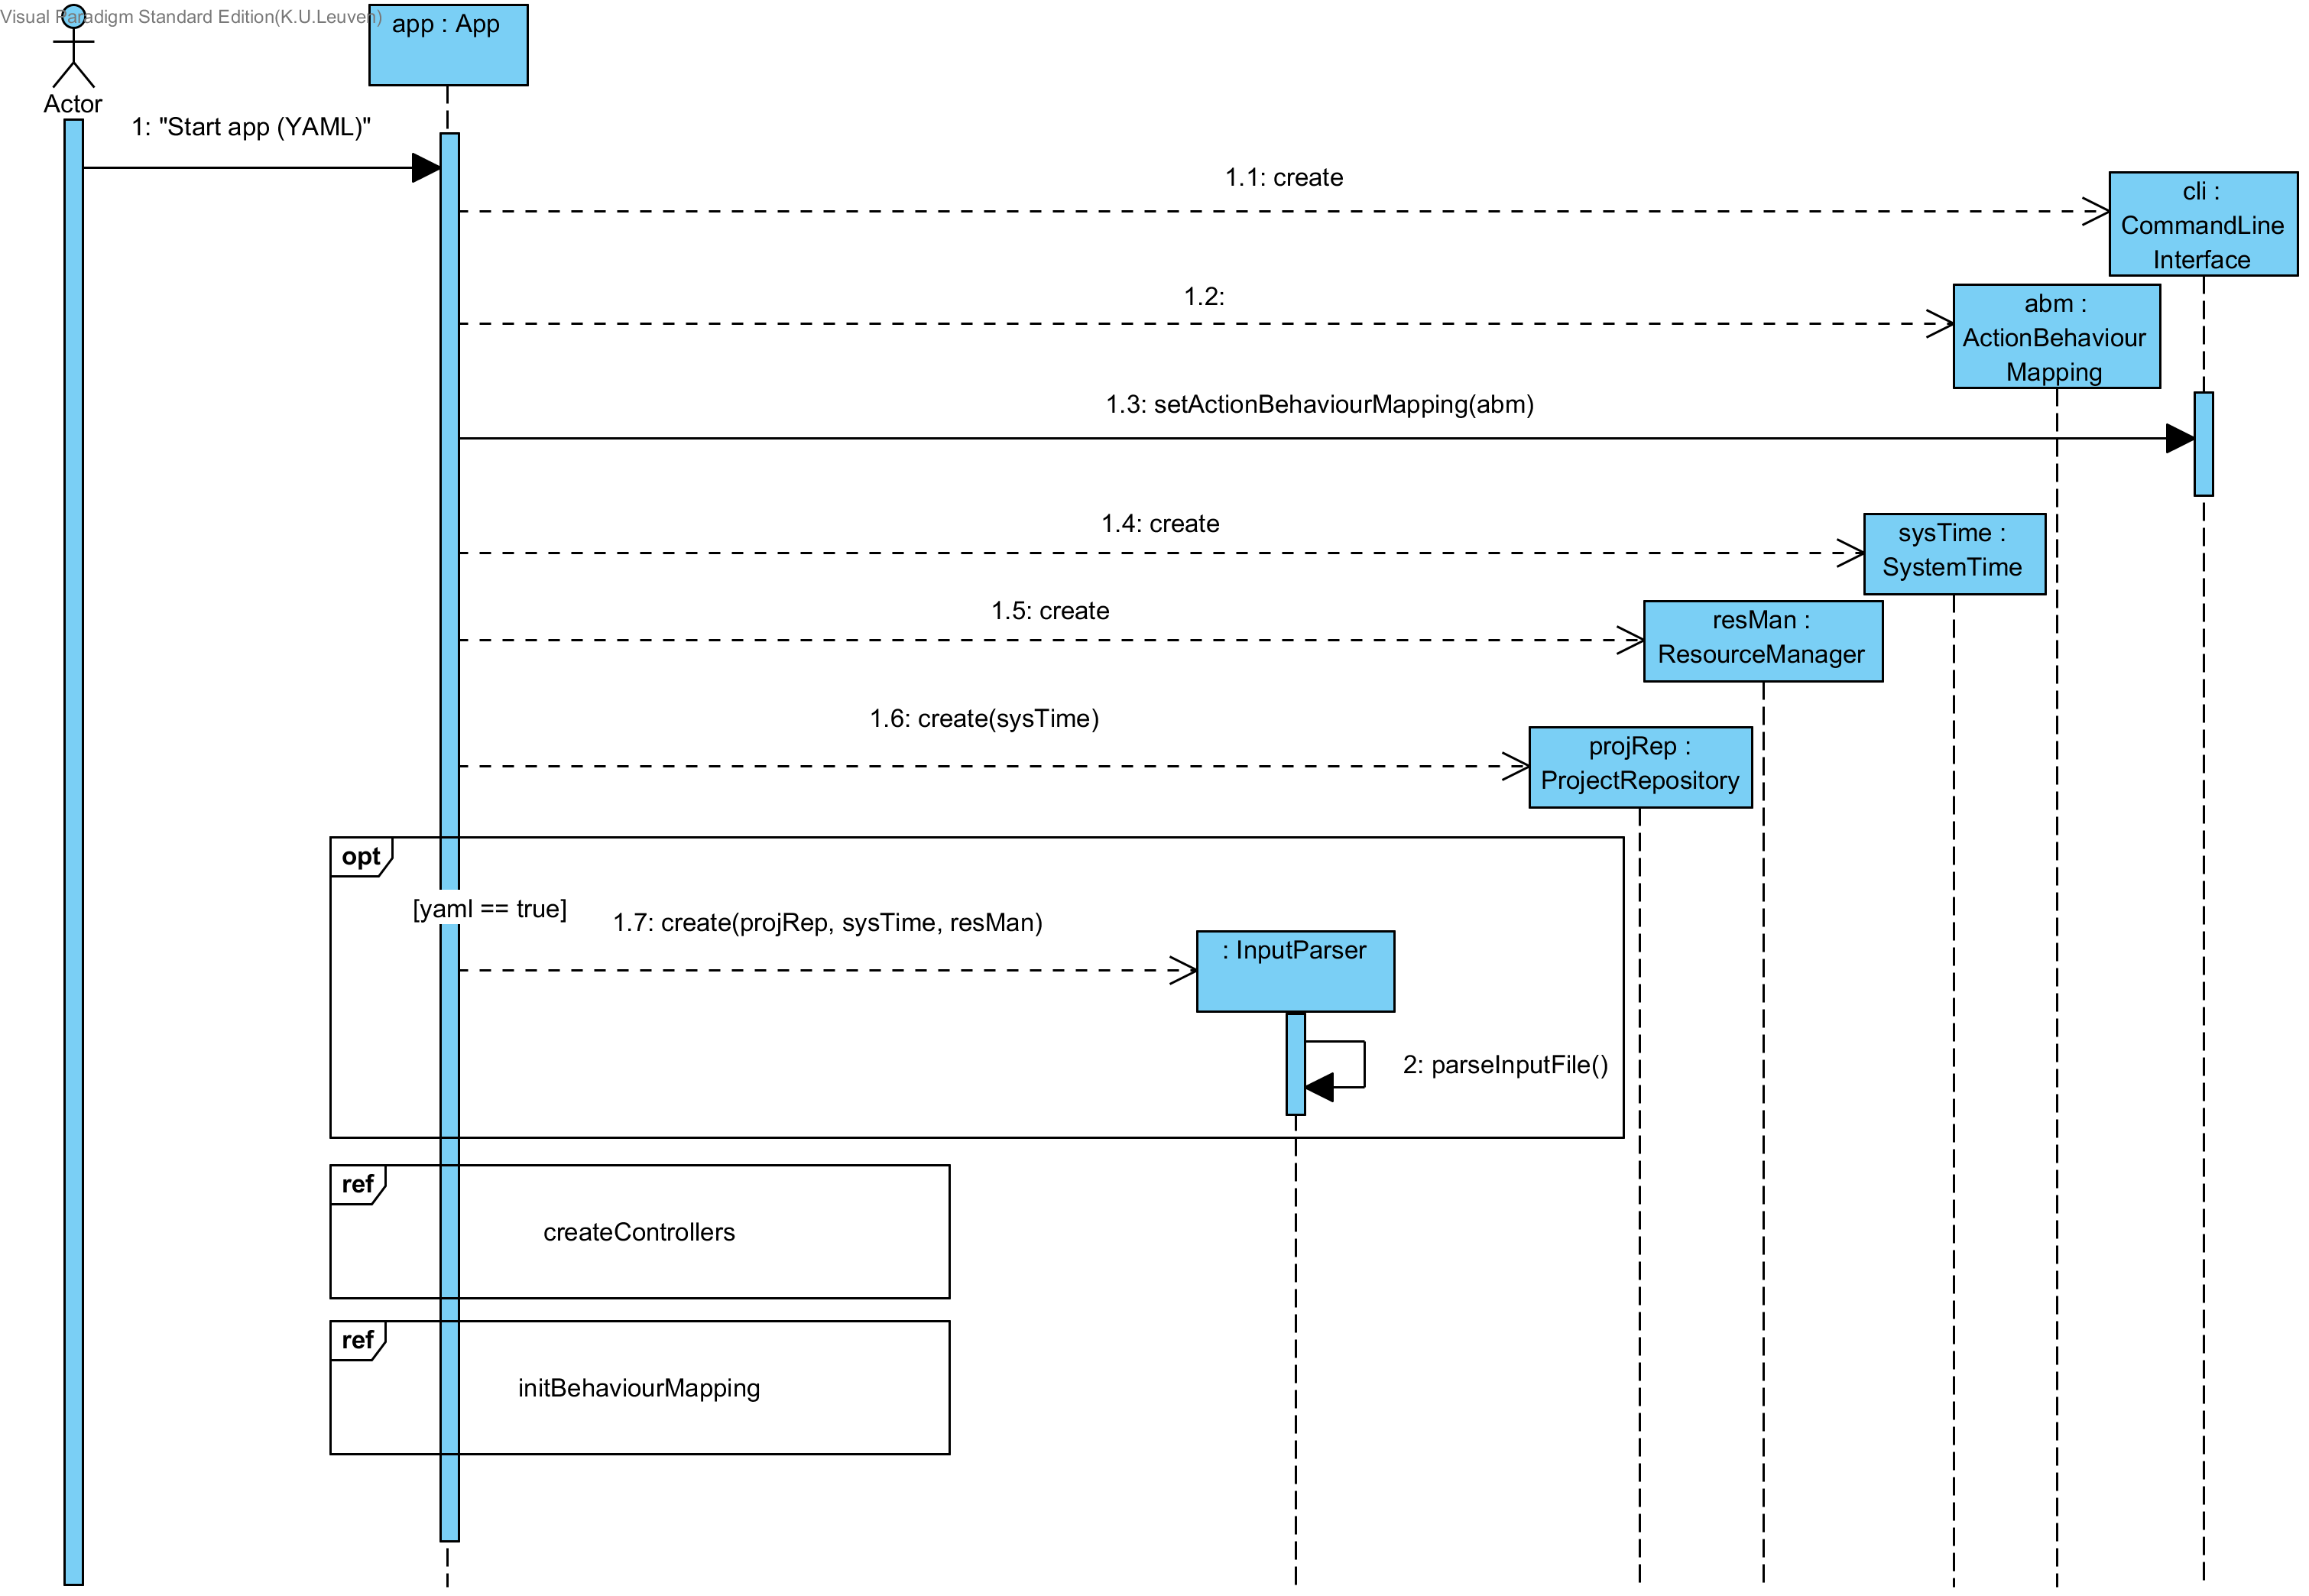 Visual Paradigm Standard Edition(K.U.Leuven)
app : App
Actor
1: "Start app (YAML)"
1.1: create
cli :
CommandLine
Interface
1.2:
abm :
ActionBehaviour
Mapping
1.3: setActionBehaviourMapping(abm)
1.4: create
sysTime :
SystemTime
1.5: create
resMan :
ResourceManager
1.6: create(sysTime)
projRep :
ProjectRepository
opt
[yaml == true]
1.7: create(projRep, sysTime, resMan)
: InputParser
2: parseInputFile()
ref
createControllers
ref
initBehaviourMapping